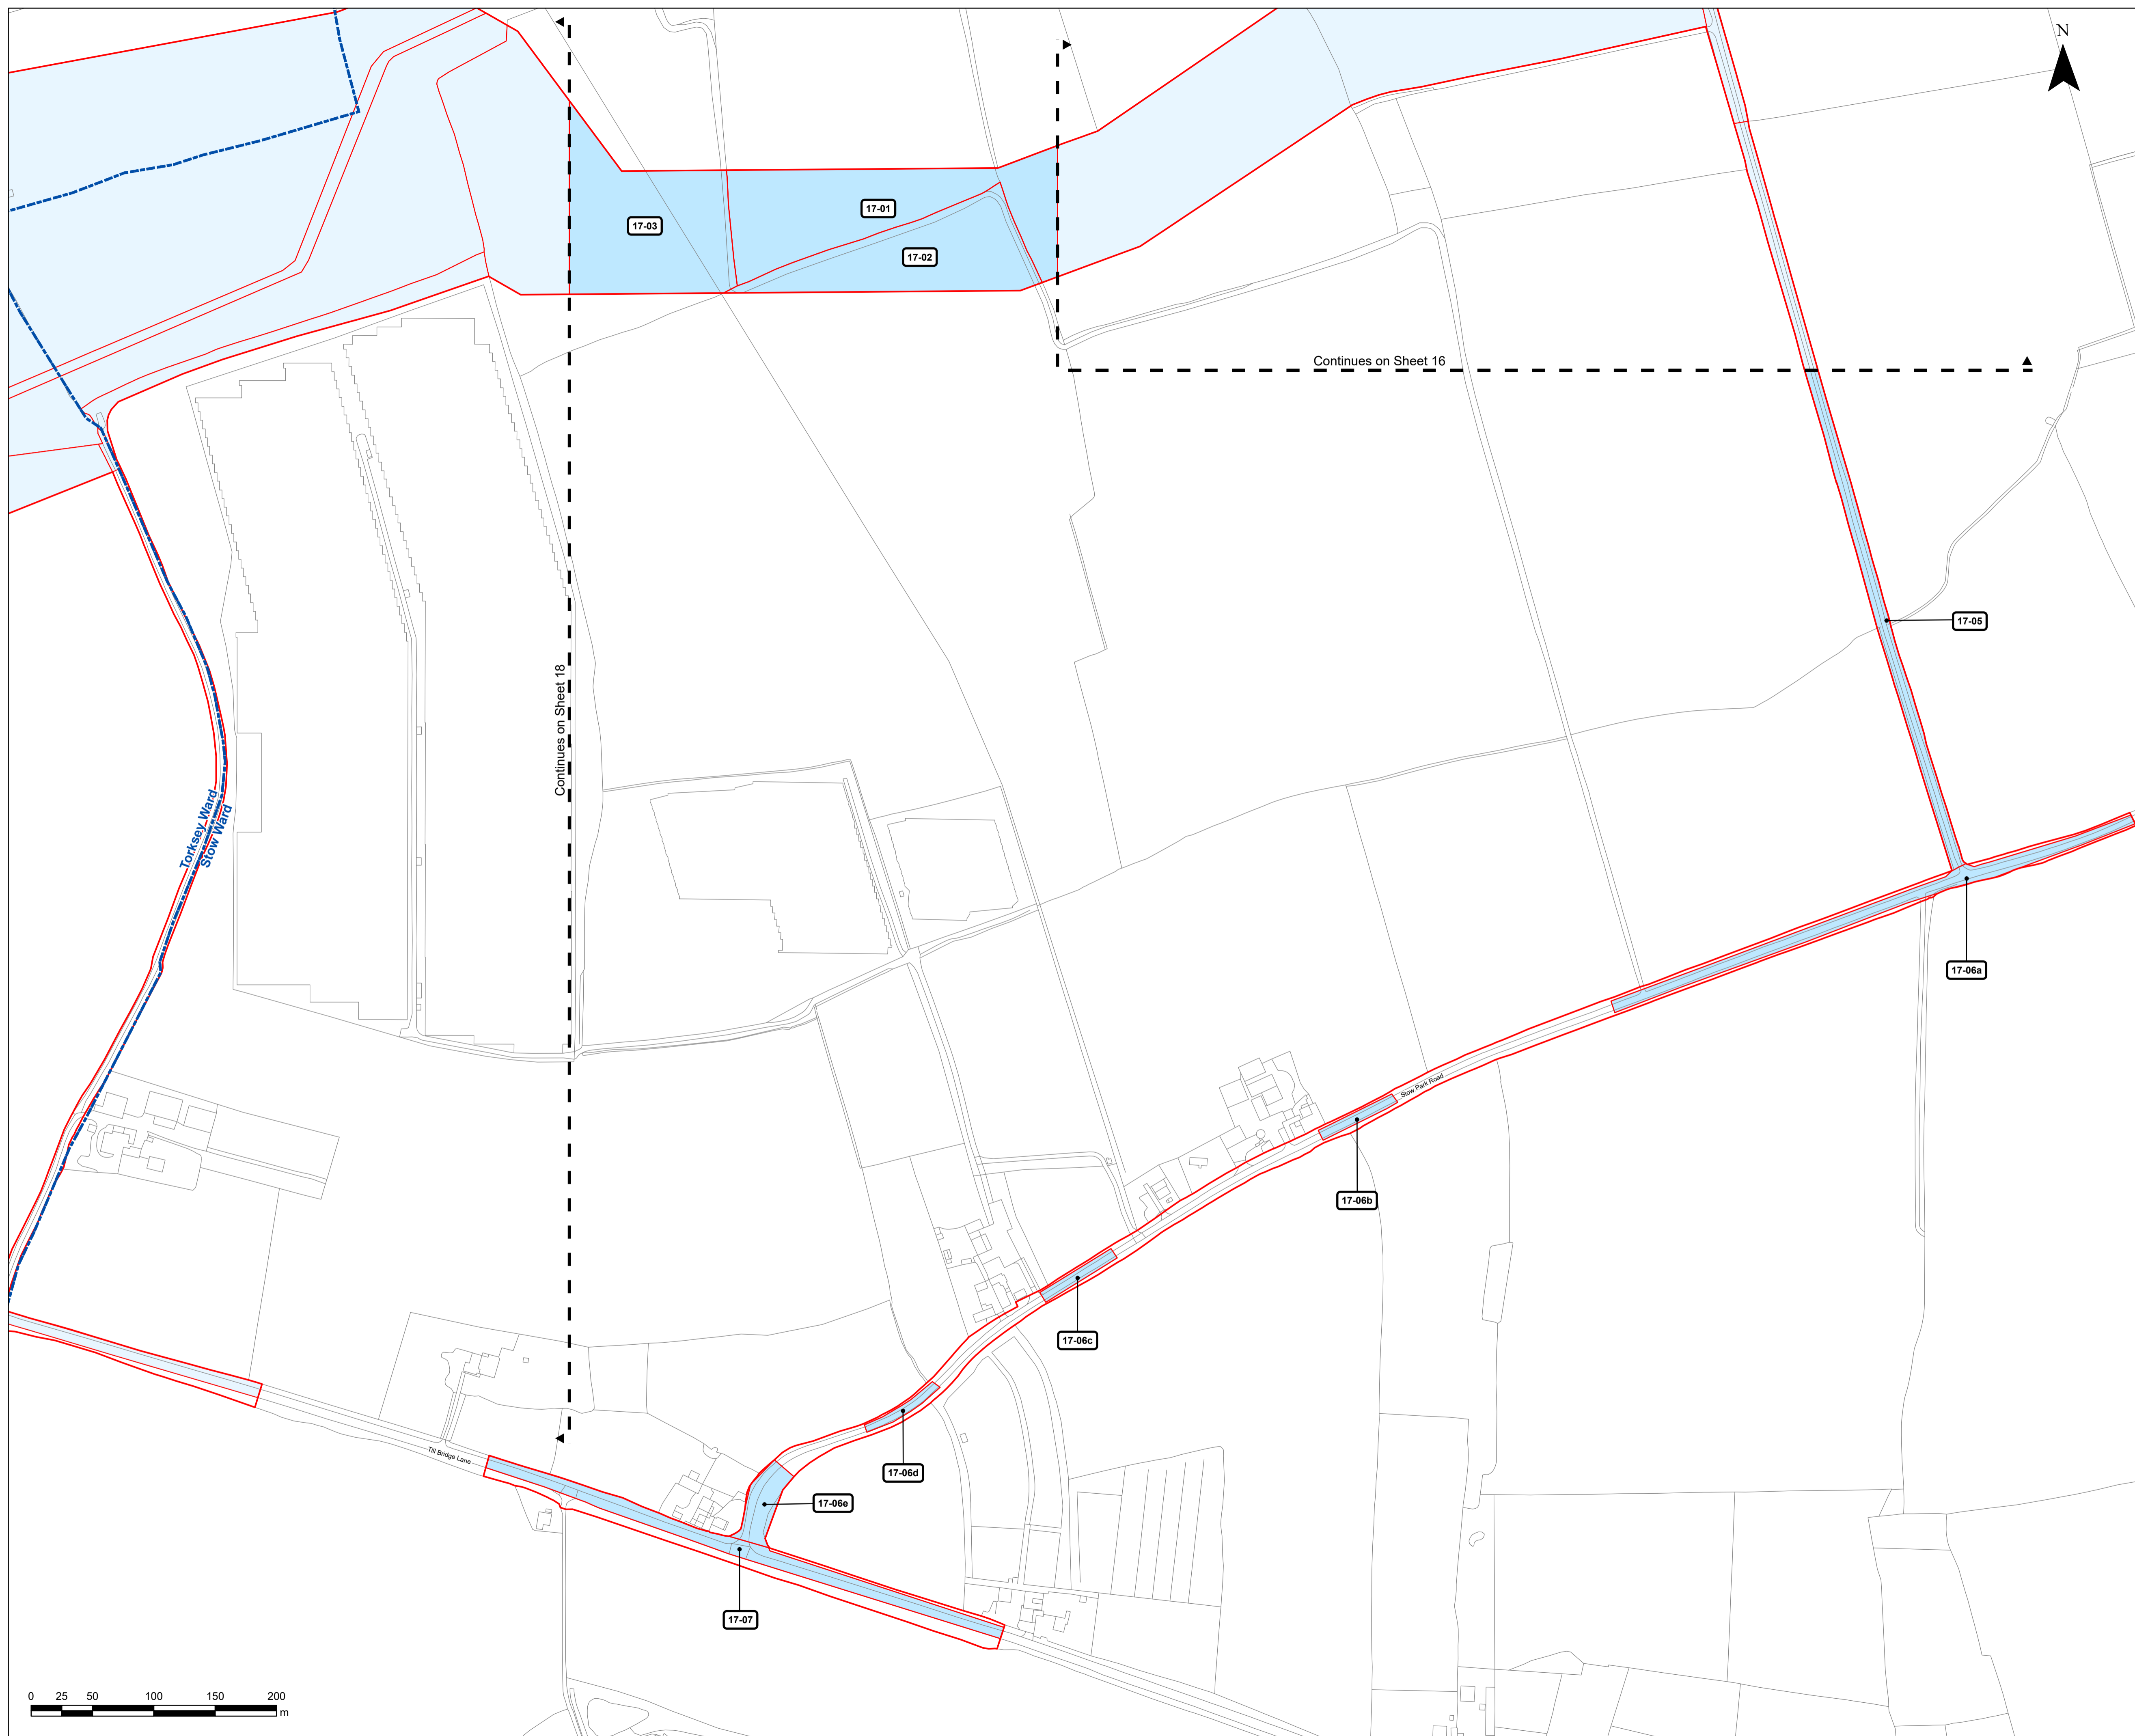 N
17-01
17-03
17-02
Continues on Sheet 16
17-05
Continues on Sheet 18
Torksey Ward
Stow Ward
17-06a
Stow Park Road
17-06b
17-06c
Till Bridge Lane
17-06d
17-06e
17-07
0 25 50 100 150 200
m